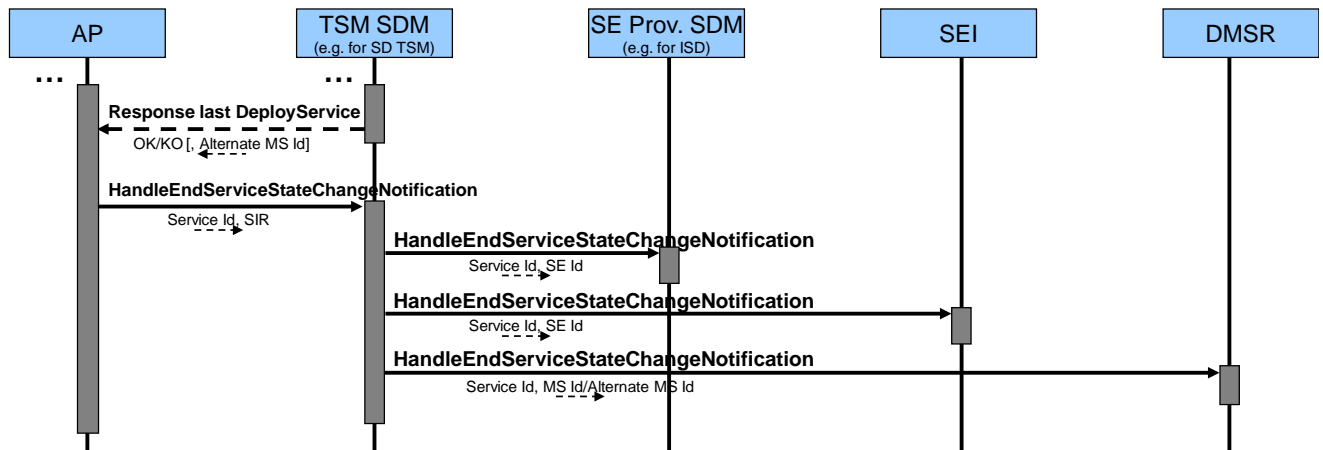 AP
TSM SDM
(e.g. for SD TSM)
SE Prov. SDM
(e.g. for ISD)
SEI
DMSR
...
...
Response last DeployService
OK/KO [, Alternate MS Id]
HandleEndServiceStateChangeNotification
Service Id, SIR
HandleEndServiceStateChangeNotification
Service Id, SE Id
HandleEndServiceStateChangeNotification
Service Id, SE Id
HandleEndServiceStateChangeNotification
Service Id, MS Id/Alternate MS Id